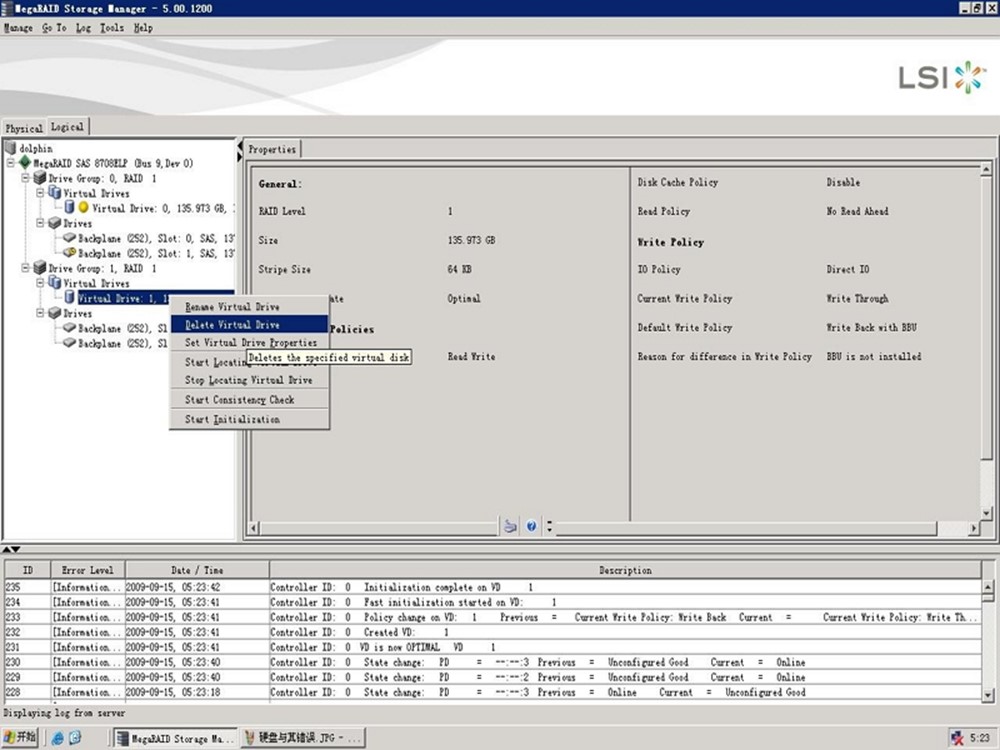 MegaRAID Storage Manager - 5.00.1200
Manage Go To Log Tools Help
LSI
Physical Logical
dolphin
MegaRAID SAS 8708ELP (Bus 9,Dev 0)
Drive Group: 0, RAID 1
Virtual Drives
Virtual Drive: 0, 135.973 GB,
Drives
Backplane (252), Slot: 0, SAS, 13
Backplane (252), Slot: 1, SAS, 13
Drive Group: 1, RAID 1
Virtual Drives
Virtual Drive: 1, 1
Drives
Backplane (252), Sl
Backplane (252), Sl
Rename Virtual Drive
Delete Virtual Drive
Set Virtual Drive Properties
Start Locatin
Deletes the specified virtual disk
Stop Locating Virtual Drive
Start Consistency Check
Start Initialization
Properties
General:
RAID Level 1
Size 135.973 GB
Stripe Size 64 KB
ate Optimal
Policies
Read Write
Disk Cache Policy Disable
Read Policy No Read Ahead
Write Policy
IO Policy Direct IO
Current Write Policy Write Through
Default Write Policy Write Back with BBU
Reason for difference in Write Policy BBU is not installed
ID Error Level Date / Time Description
235 [Information... 2009-09-15, 05:23:42 Controller ID: 0 Initialization complete on VD 1
234 [Information... 2009-09-15, 05:23:41 Controller ID: 0 Fast initialization started on VD: 1
233 [Information... 2009-09-15, 05:23:41 Controller ID: 0 Policy change on VD: 1 Previous = Current Write Policy: Write Back Current = Current Write Policy: Write Th...
232 [Information... 2009-09-15, 05:23:41 Controller ID: 0 Created VD: 1
231 [Information... 2009-09-15, 05:23:41 Controller ID: 0 VD is now OPTIMAL VD 1
230 [Information... 2009-09-15, 05:23:40 Controller ID: 0 State change: PD = --:--:3 Previous = Unconfigured Good Current = Online
229 [Information... 2009-09-15, 05:23:40 Controller ID: 0 State change: PD = --:--:2 Previous = Unconfigured Good Current = Online
228 [Information... 2009-09-15, 05:23:18 Controller ID: 0 State change: PD = --:--:3 Previous = Online Current = Unconfigured Good
Displaying log from server
开始 MegaRAID Storage Ma... 硬盘与其错误.JPG - ... 5:23